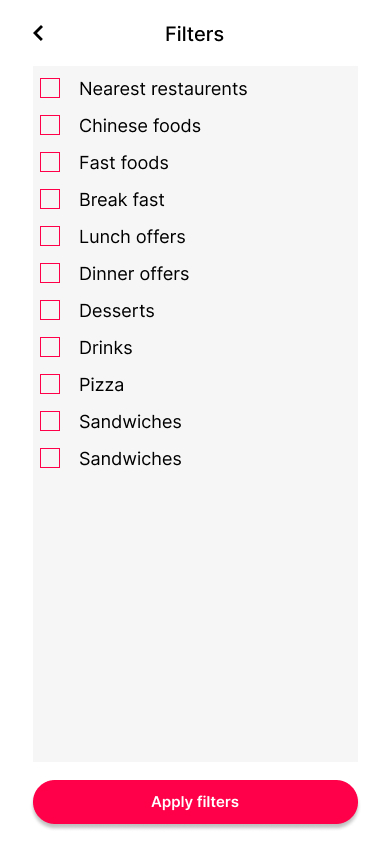 Filters
Nearest restaurents
Chinese foods
Fast foods
Break fast
Lunch offers
Dinner offers
Desserts
Drinks
Pizza
Sandwiches
Sandwiches
Apply filters